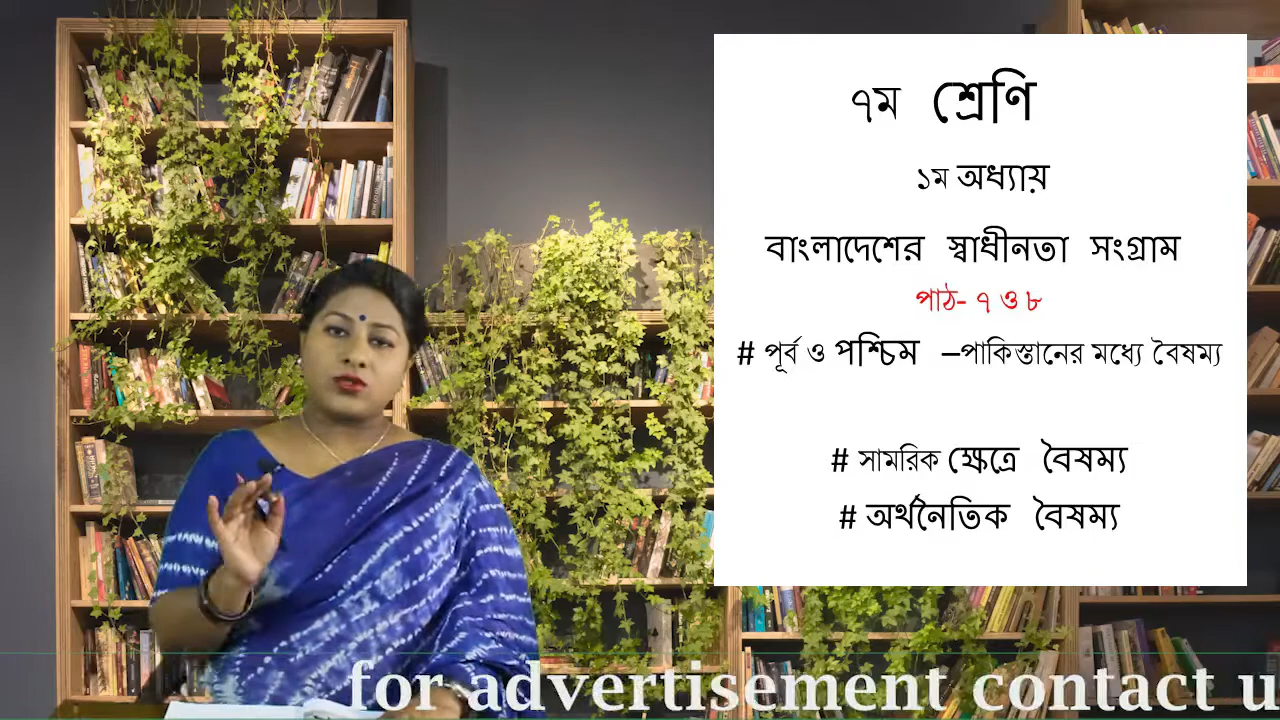 ৭ম শ্রেণি
১ম অধ্যায়
বাংলাদেশের স্বাধীনতা সংগ্রাম
পাঠ- ৭ ও ৮
# পূর্ব ও পশ্চিম –পাকিস্তানের মধ্যে বৈষম্য
# সামরিক ক্ষেত্রে বৈষম্য
# অর্থনৈতিক বৈষম্য
for advertisement contact u